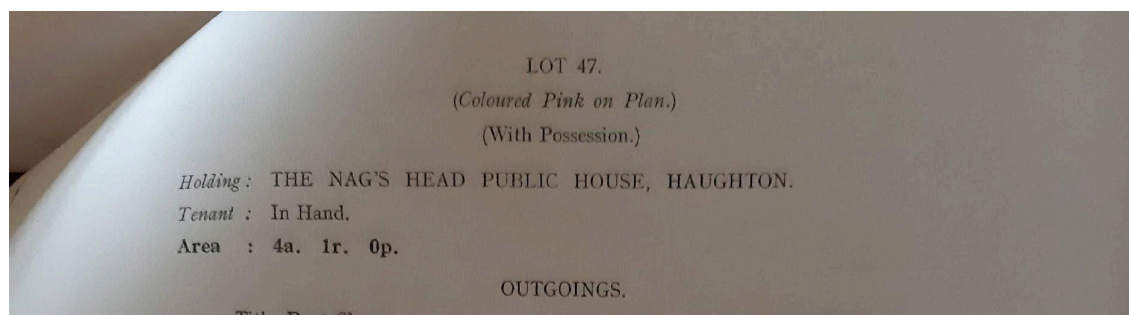 LOT 47.
(Coloured Pink on Plan.)
(With Possession.)
Holding: THE NAG'S HEAD PUBLIC HOUSE, HAUGHTON.
Tenant : In Hand.
Area : 4a. 1r. 0p.
OUTGOINGS.